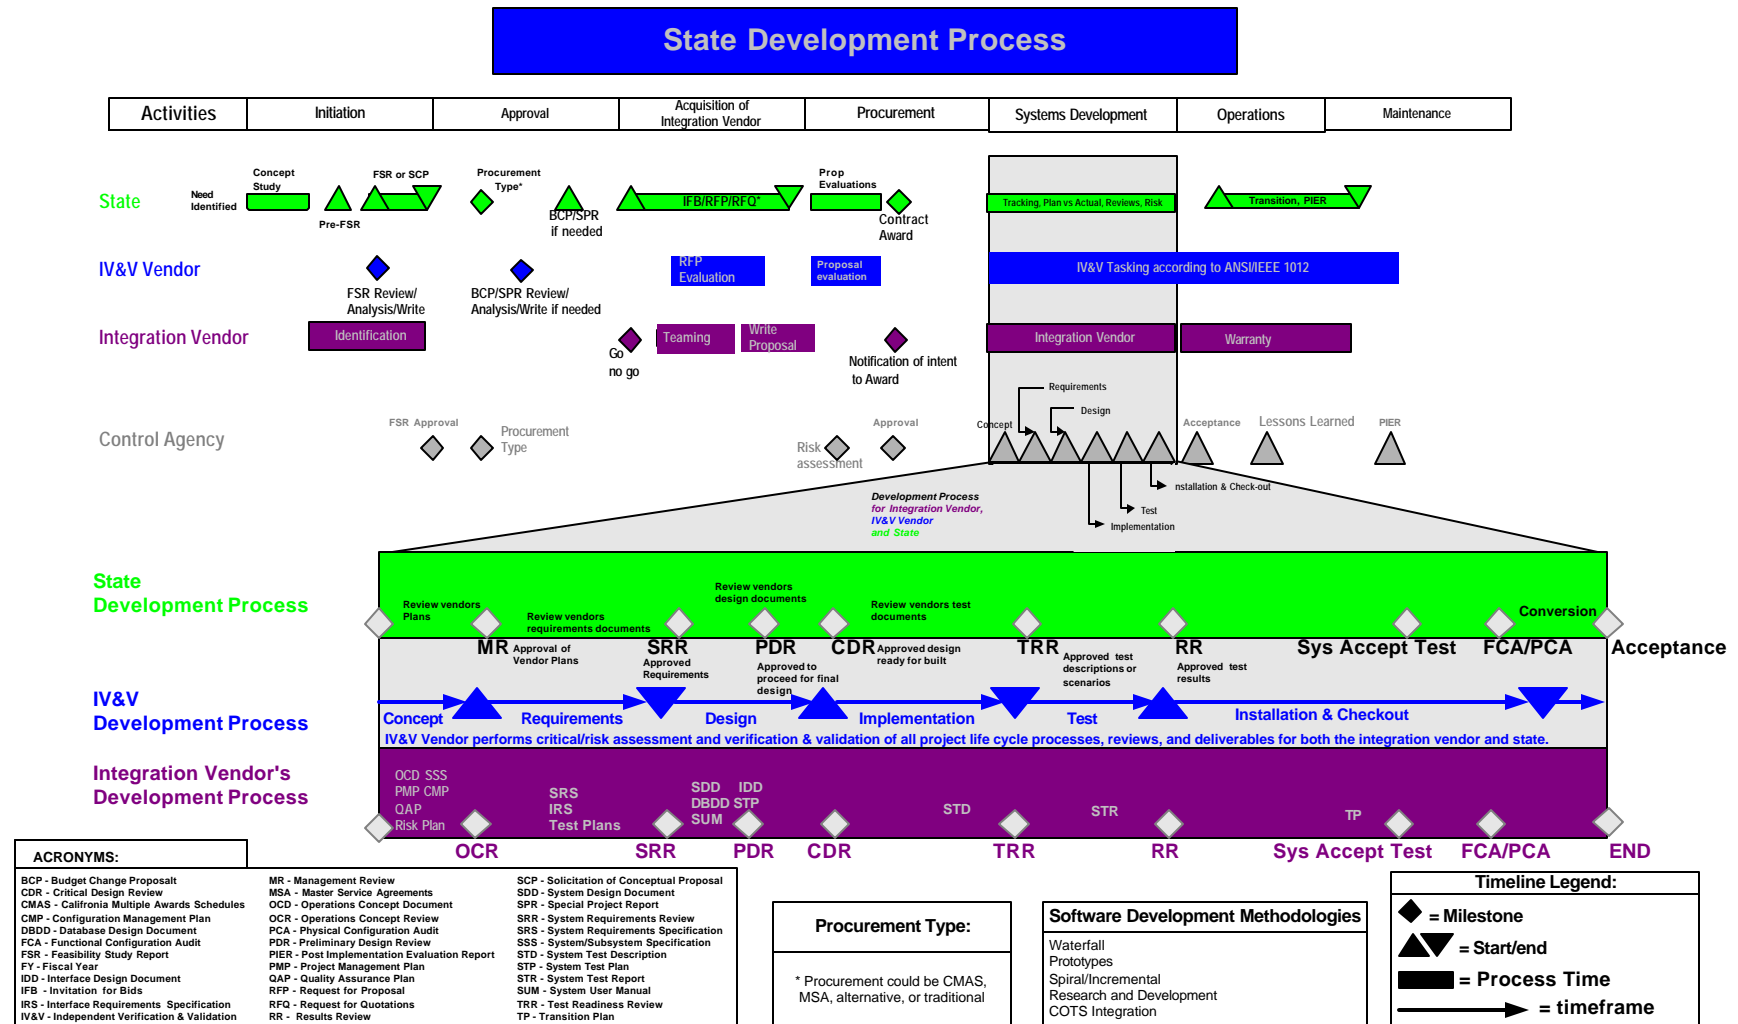 State Development Process
Activities
Initiation
Approval
Acquisition of
Integration Vendor
Procurement
Systems Development
Operations
Maintenance
State
Need
Identified
Concept
Study
Pre-FSR
FSR or SCP
Procurement
Type*
BCP/SPR
if needed
IFB/RFP/RFQ*
Prop
Evaluations
Contract
Award
Tracking, Plan vs Actual, Reviews, Risk
Transition, PIER
IV&V Vendor
FSR Review/
Analysis/Write
BCP/SPR Review/
Analysis/Write if needed
RFP
Evaluation
Proposal
evaluation
IV&V Tasking according to ANSI/IEEE 1012
Integration Vendor
Identification
Go
no go
Teaming
Write
Proposal
Notification of intent
to Award
Integration Vendor
Warranty
Control Agency
FSR Approval
Procurement
Type
Risk
assessment
Approval
Concept
Requirements
Design
Acceptance
Lessons Learned
PIER
nstallation & Check-out
Test
Implementation
Development Process
for Integration Vendor,
IV&V Vendor
and State
State
Development Process
Review vendors
Plans
Review vendors
requirements documents
Review vendors
design documents
Review vendors test
documents
Conversion
MR
Approval of
Vendor Plans
SRR
Approved
Requirements
PDR
Approved to
proceed for final
design
CDR
Approved design
ready for built
TRR
Approved test
descriptions or
scenarios
RR
Approved test
results
Sys Accept Test
FCA/PCA
Acceptance
IV&V
Development Process
Concept
Requirements
Design
Implementation
Test
Installation & Checkout
IV&V Vendor performs critical/risk assessment and verification & validation of all project life cycle processes, reviews, and deliverables for both the integration vendor and state.
Integration Vendor's
Development Process
OCD SSS
PMP CMP
QAP
Risk Plan
SRS
IRS
Test Plans
SDD IDD
DBDD STP
SUM
STD
STR
TP
OCR
SRR
PDR
CDR
TRR
RR
Sys Accept Test
FCA/PCA
END
ACRONYMS:
BCP - Budget Change Proposalt
CDR - Critical Design Review
CMAS - Califronia Multiple Awards Schedules
CMP - Configuration Management Plan
DBDD - Database Design Document
FCA - Functional Configuration Audit
FSR - Feasibility Study Report
FY - Fiscal Year
IDD - Interface Design Document
IFB - Invitation for Bids
IRS - Interface Requirements Specification
IV&V - Independent Verification & Validation
MR - Management Review
MSA - Master Service Agreements
OCD - Operations Concept Document
OCR - Operations Concept Review
PCA - Physical Configuration Audit
PDR - Preliminary Design Review
PIER - Post Implementation Evaluation Report
PMP - Project Management Plan
QAP - Quality Assurance Plan
RFP - Request for Proposal
RFQ - Request for Quotations
RR - Results Review
SCP - Solicitation of Conceptual Proposal
SDD - System Design Document
SPR - Special Project Report
SRR - System Requirements Review
SRS - System Requirements Specification
SSS - System/Subsystem Specification
STD - System Test Description
STP - System Test Plan
STR - System Test Report
SUM - System User Manual
TRR - Test Readiness Review
TP - Transition Plan
Procurement Type:
* Procurement could be CMAS,
MSA, alternative, or traditional
Software Development Methodologies
Waterfall
Prototypes
Spiral/Incremental
Research and Development
COTS Integration
Timeline Legend:
= Milestone
= Start/end
= Process Time
= timeframe